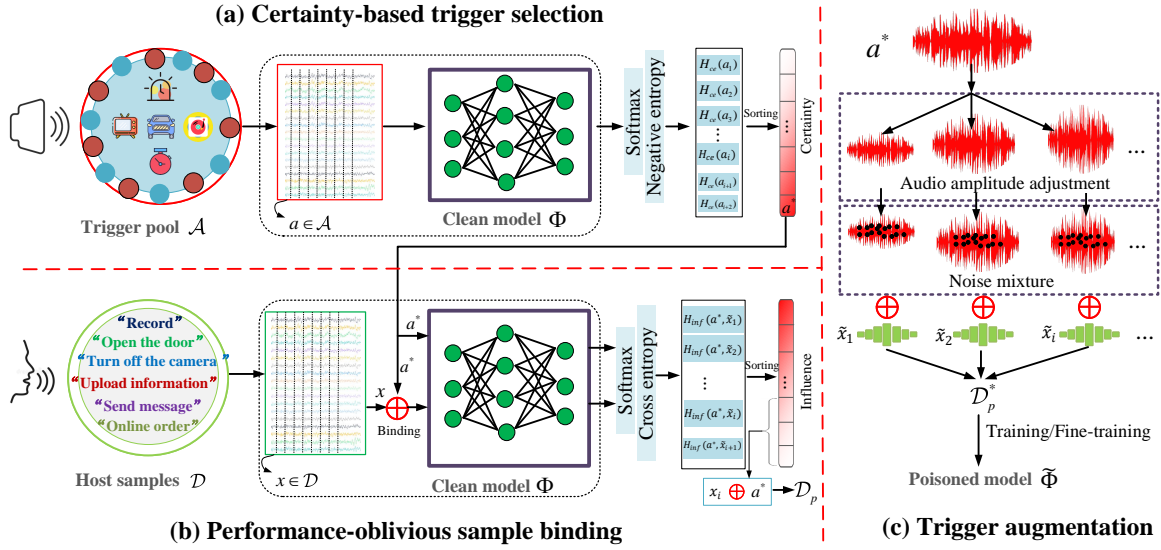 (a) Certainty-based trigger selection
Trigger pool 𝒜
a ∈ 𝒜
Clean model Φ
Softmax
Negative entropy
H_ce(a_1)
H_ce(a_2)
H_ce(a_3)
⋮
H_ce(a_i)
H_ce(a_{i+1})
H_ce(a_{i+2})
Sorting
...
a*
Certainty
“Record”
“Open the door”
“Turn off the camera”
“Upload information”
“Send message”
“Online order”
Host samples 𝒟
x ∈ 𝒟
x
a*
a*
Binding
Clean model Φ
Softmax
Cross entropy
H_inf(a*, x̃_1)
H_inf(a*, x̃_2)
⋮
H_inf(a*, x̃_i)
H_inf(a*, x̃_{i+1})
Sorting
...
Influence
x_i ⊕ a*
𝒟_p
(b) Performance-oblivious sample binding
a*
...
Audio amplitude adjustment
...
Noise mixture
x̃_1
x̃_2
x̃_i
...
𝒟_p*
Training/Fine-training
Poisoned model Φ̃
(c) Trigger augmentation